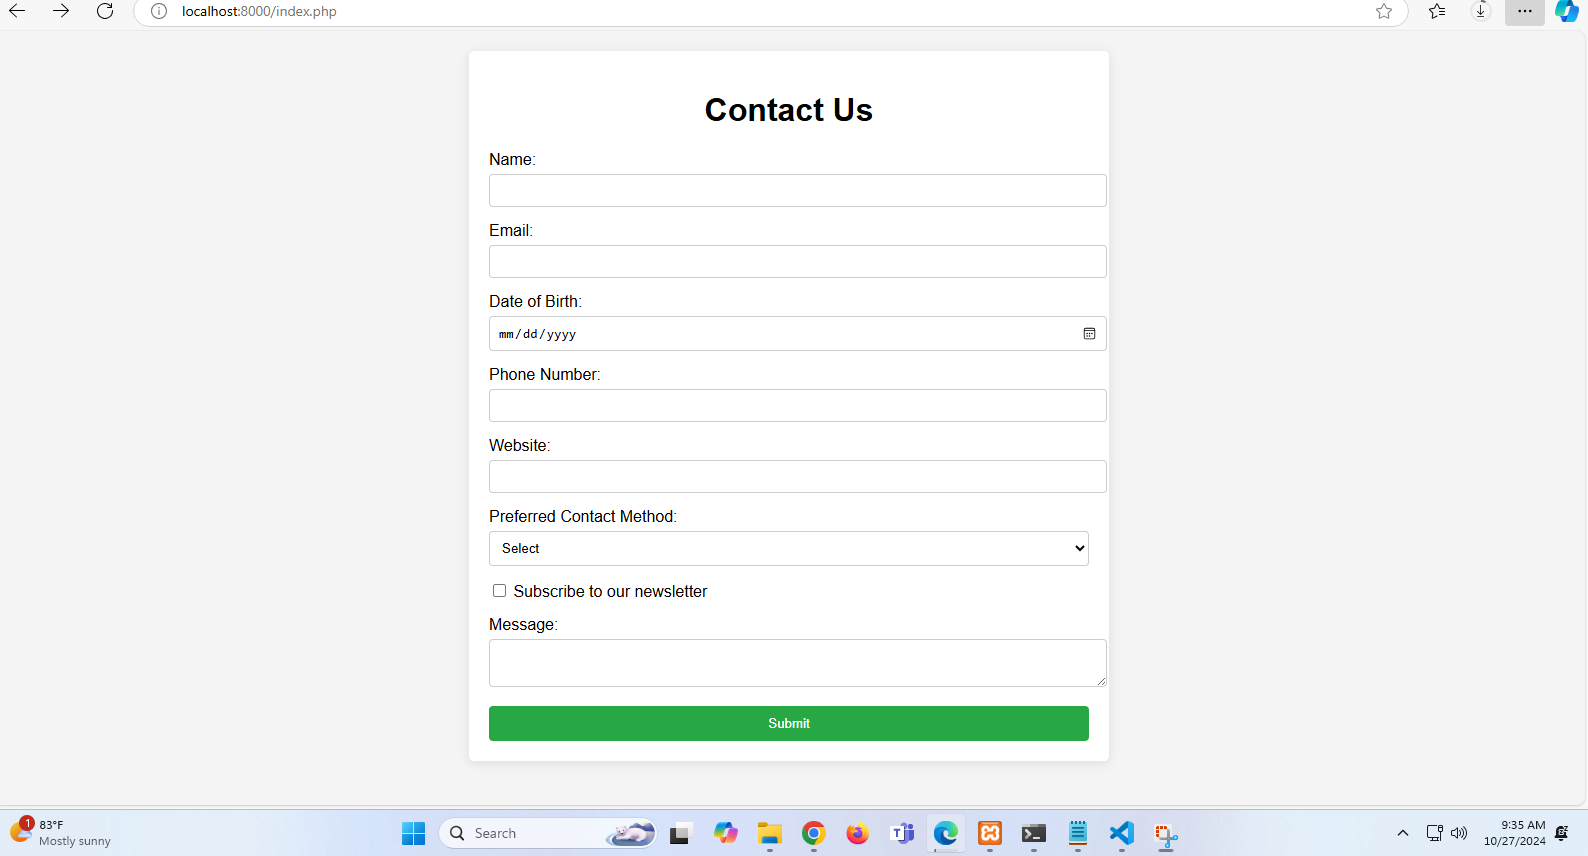 localhost:8000/index.php
Contact Us
Name:
Email:
Date of Birth:
mm/dd/yyyy
Phone Number:
Website:
Preferred Contact Method:
Select
Subscribe to our newsletter
Message:
Submit
1
83°F
Mostly sunny
Search
9:35 AM
10/27/2024